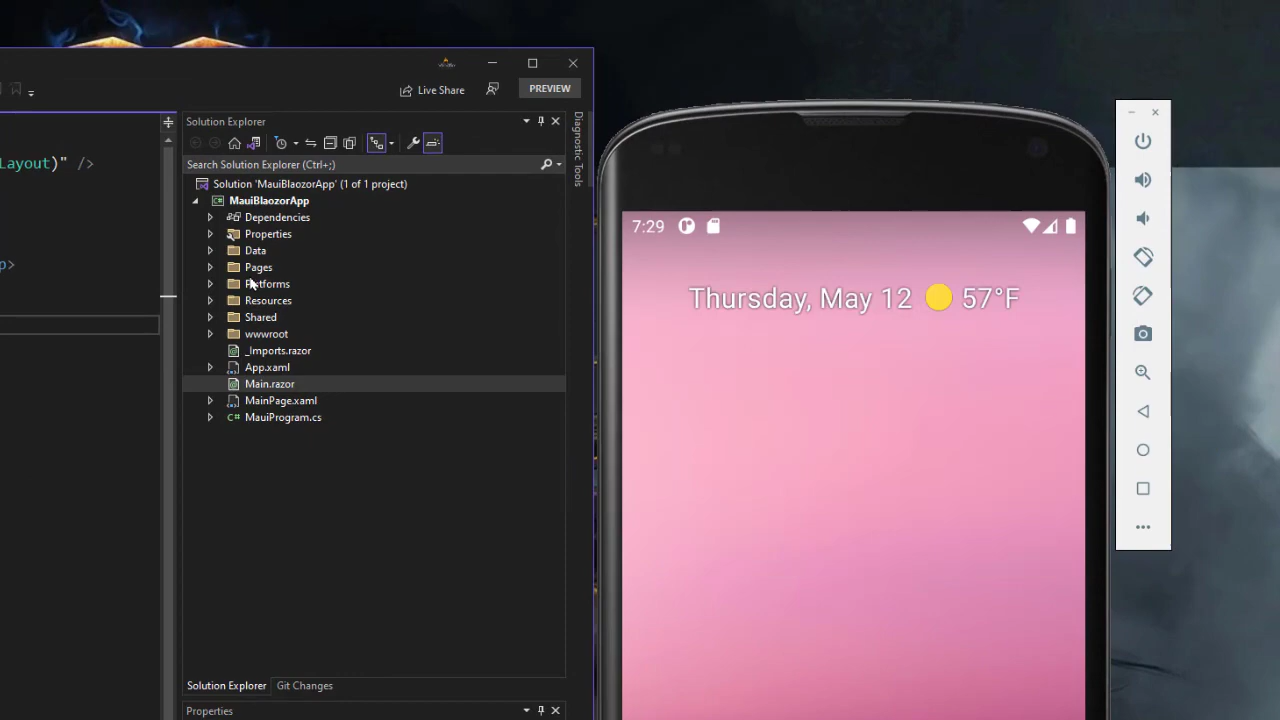 Live Share
PREVIEW
Solution Explorer
Diagnostic Tools
Layout)" />
Search Solution Explorer (Ctrl+;)
Solution 'MauiBlaozorApp' (1 of 1 project)
MauiBlaozorApp
Dependencies
Properties
Data
p>
Pages
Platforms
Resources
Shared
wwwroot
_Imports.razor
App.xaml
Main.razor
MainPage.xaml
C# MauiProgram.cs
Solution Explorer
Git Changes
Properties
7:29
Thursday, May 12 57°F